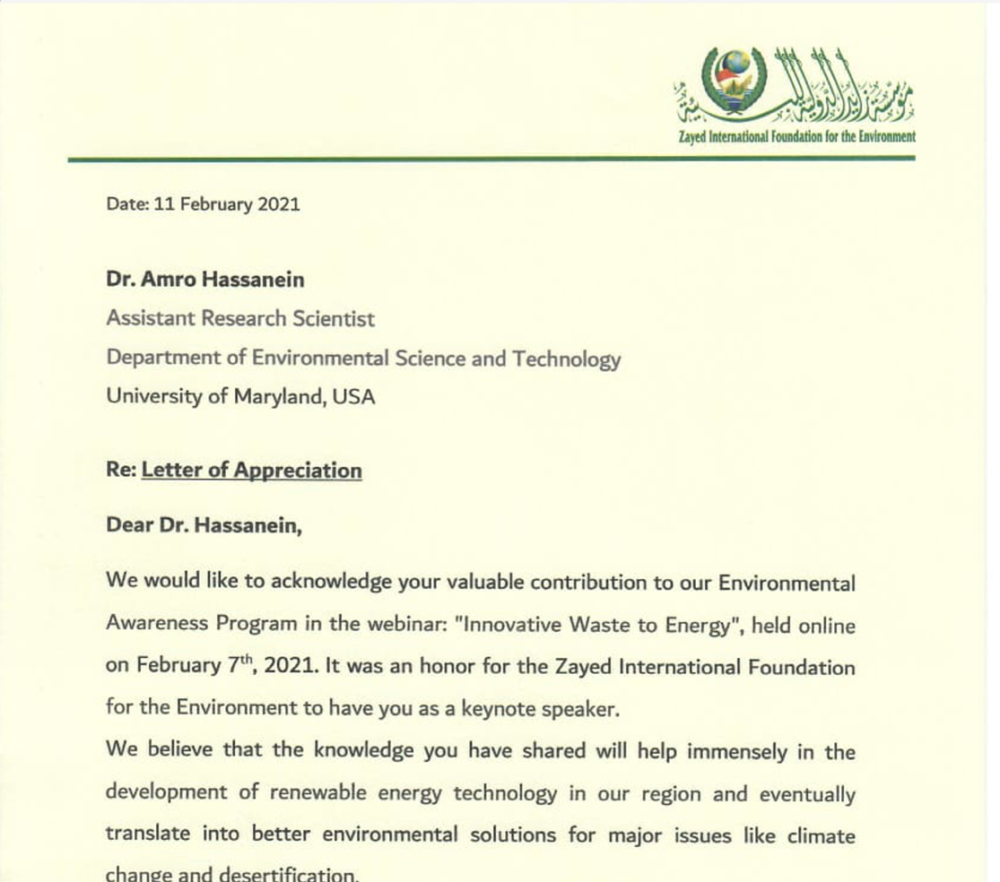 مؤسسة زايد الدولية للبيئة
Zayed International Foundation for the Environment
Date: 11 February 2021
Dr. Amro Hassanein
Assistant Research Scientist
Department of Environmental Science and Technology
University of Maryland, USA
Re: Letter of Appreciation
Dear Dr. Hassanein,
We would like to acknowledge your valuable contribution to our Environmental
Awareness Program in the webinar: "Innovative Waste to Energy", held online
on February 7th, 2021. It was an honor for the Zayed International Foundation
for the Environment to have you as a keynote speaker.
We believe that the knowledge you have shared will help immensely in the
development of renewable energy technology in our region and eventually
translate into better environmental solutions for major issues like climate
change and desertification.